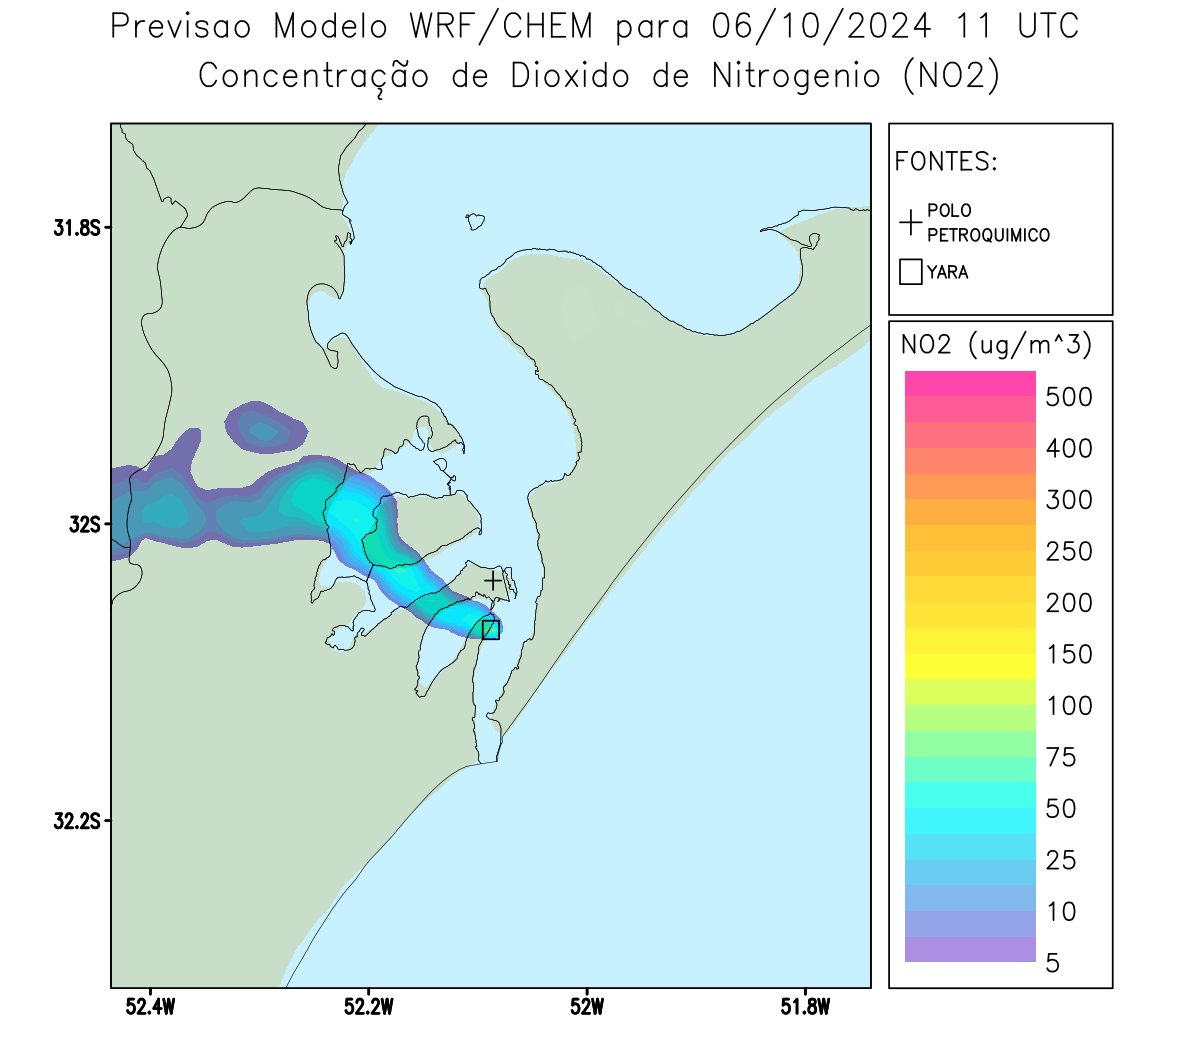 Previsao Modelo WRF/CHEM para 06/10/2024 11 UTC
Concentração de Dioxido de Nitrogenio (NO2)
FONTES:
POLO
PETROQUIMICO
YARA
NO2 (ug/m^3)
500
400
300
250
200
150
100
75
50
25
10
5
31.8S
32S
32.2S
52.4W
52.2W
52W
51.8W